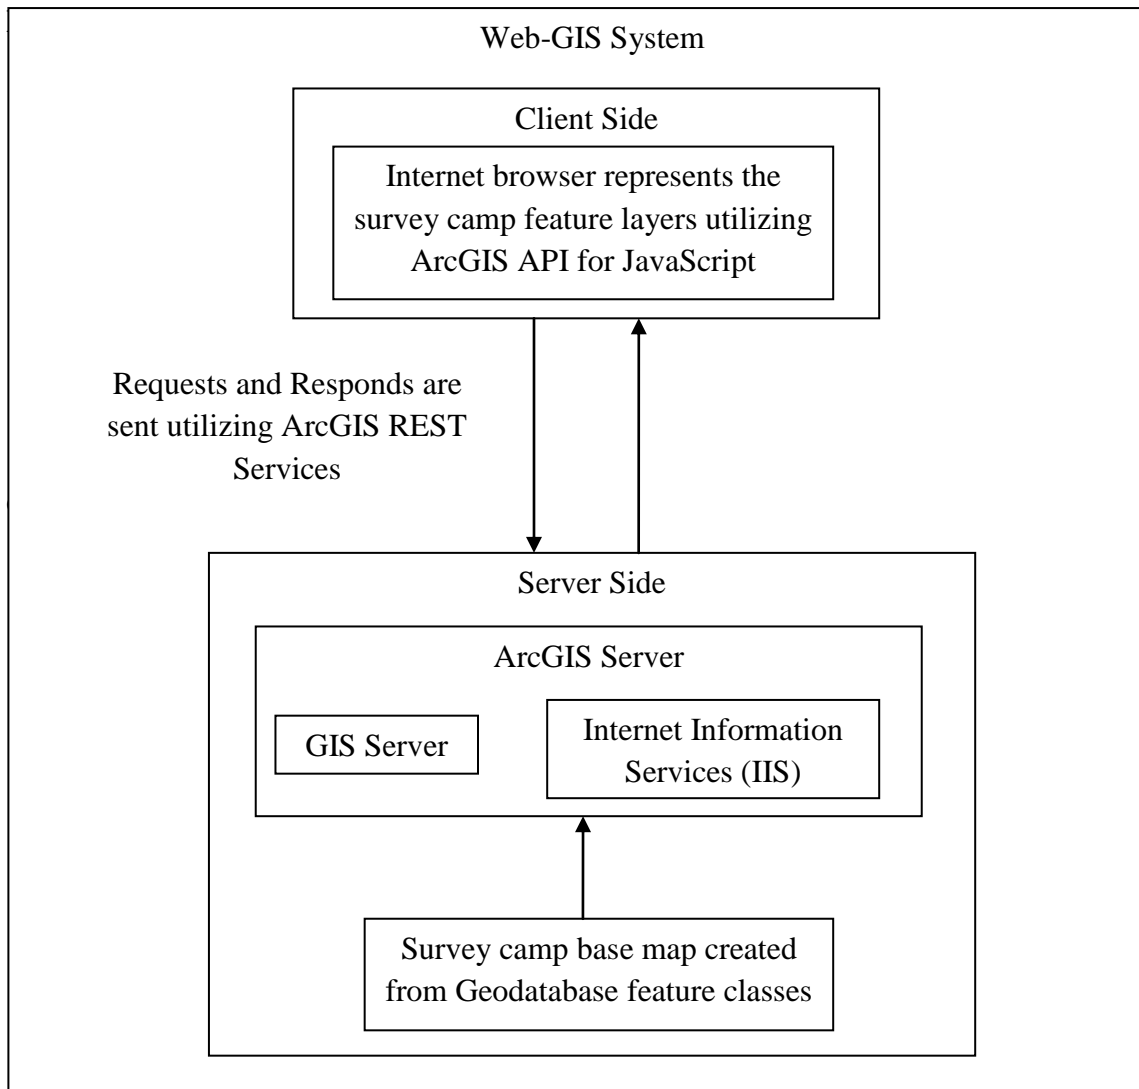 Web-GIS System
Client Side
Internet browser represents the
survey camp feature layers utilizing
ArcGIS API for JavaScript
Requests and Responds are
sent utilizing ArcGIS REST
Services
Server Side
ArcGIS Server
GIS Server
Internet Information
Services (IIS)
Survey camp base map created
from Geodatabase feature classes